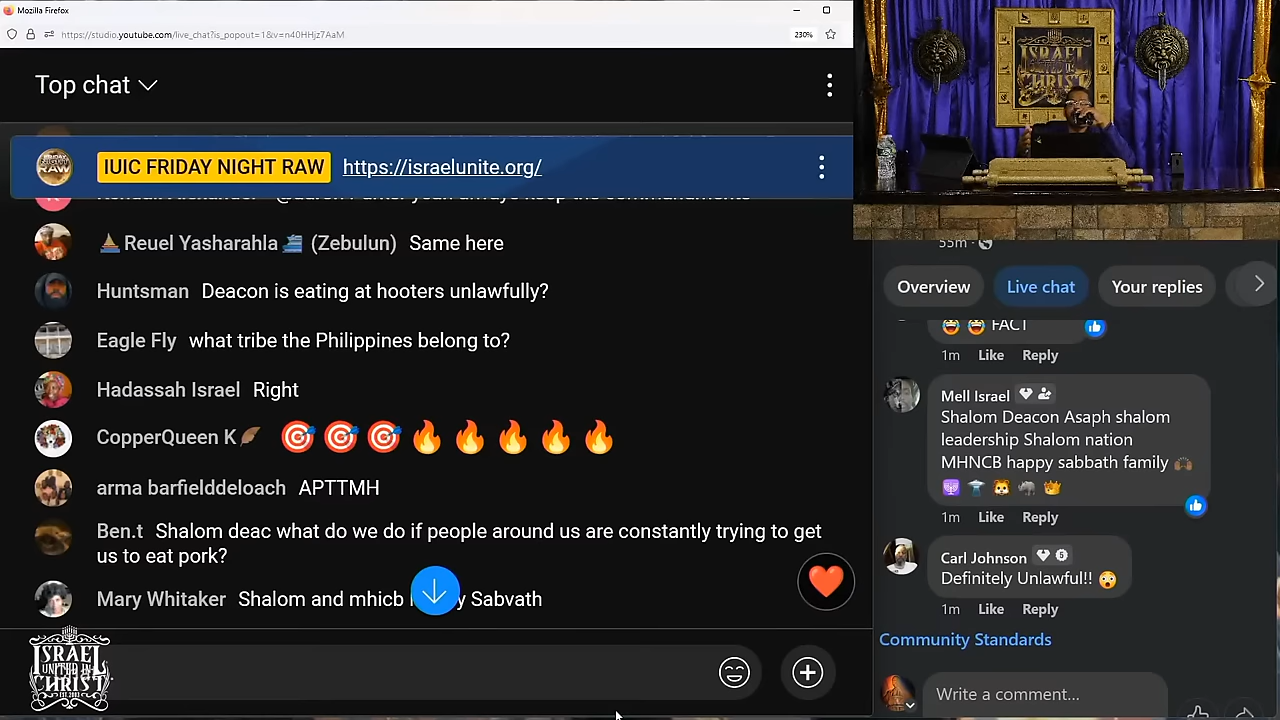 Mozilla Firefox
https://studio.youtube.com/live_chat?is_popout=1&v=n40HHjz7AaM
230%
Top chat
IUIC FRIDAY NIGHT RAW https://israelunite.org/
Reuel Yasharahla (Zebulun) Same here
Huntsman Deacon is eating at hooters unlawfully?
Eagle Fly what tribe the Philippines belong to?
Hadassah Israel Right
CopperQueen K 🍂 🎯🎯🎯🔥🔥🔥🔥🔥
arma barfielddeloach APTTMH
Ben.t Shalom deac what do we do if people around us are constantly trying to get
us to eat pork?
Mary Whitaker Shalom and mhicb Sabvath
ISRAEL
UNITED IN
CHRIST
EST. 2003
ISRAEL
UNITED IN
CHRIST
55m
Overview Live chat Your replies
😂 😂 FACT
1m Like Reply
Mell Israel
Shalom Deacon Asaph shalom
leadership Shalom nation
MHNCB happy sabbath family
1m Like Reply
Carl Johnson
Definitely Unlawful!! 😳
1m Like Reply
Community Standards
Write a comment...